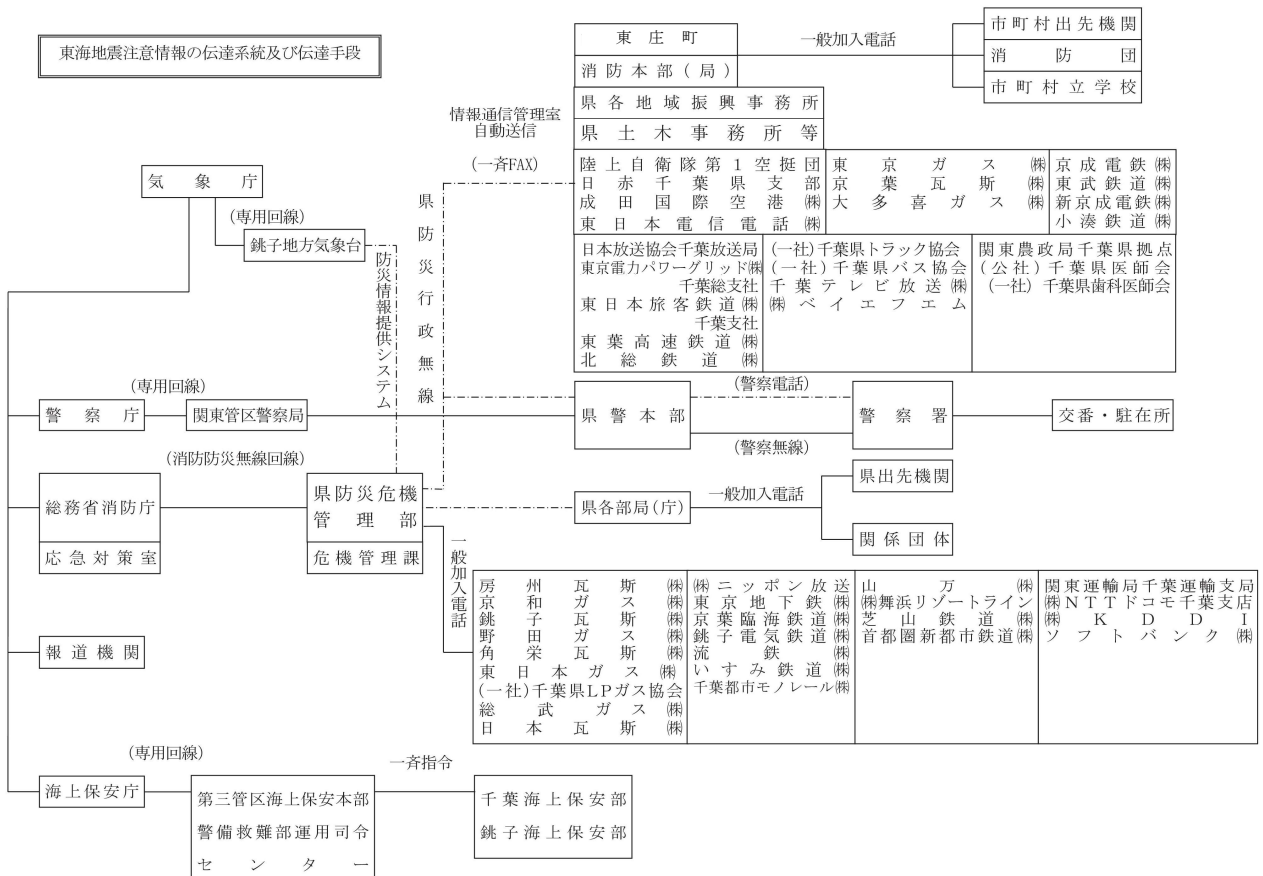 東海地震注意情報の伝達系統及び伝達手段
東庄町
消防本部(局)
一般加入電話
市町村出先機関
消防団
市町村立学校
情報通信管理室
自動送信
(一斉FAX)
県各地域振興事務所
県土木事務所等
陸上自衛隊第1空挺団
日赤千葉県支部
成田国際空港㈱
東日本電信電話㈱
東京ガス㈱
京葉瓦斯㈱
大多喜ガス㈱
京成電鉄㈱
東武鉄道㈱
新京成電鉄㈱
小湊鉄道㈱
日本放送協会千葉放送局
東京電力パワーグリッド㈱
千葉総支社
東日本旅客鉄道㈱
千葉支社
東葉高速鉄道㈱
北総鉄道㈱
(一社)千葉県トラック協会
(一社)千葉県バス協会
千葉テレビ放送㈱
㈱ベイエフエム
関東農政局千葉県拠点
(公社)千葉県医師会
(一社)千葉県歯科医師会
気象庁
(専用回線)
銚子地方気象台
防災情報提供システム
県防災行政無線
(専用回線)
警察庁
関東管区警察局
県警本部
(警察電話)
(警察無線)
警察署
交番・駐在所
(消防防災無線回線)
総務省消防庁
応急対策室
県防災危機
管理部
危機管理課
県各部局(庁)
一般加入電話
県出先機関
関係団体
一般加入電話
房州瓦斯㈱
京和ガス㈱
銚子瓦斯㈱
野田ガス㈱
角栄瓦斯㈱
東日本ガス㈱
(一社)千葉県LPガス協会
総武ガス㈱
日本瓦斯㈱
㈱ニッポン放送
東京地下鉄㈱
京葉臨海鉄道㈱
銚子電気鉄道㈱
流鉄㈱
いすみ鉄道㈱
千葉都市モノレール㈱
山万㈱
㈱舞浜リゾートライン
芝山鉄道㈱
首都圏新都市鉄道㈱
関東運輸局千葉運輸支局
㈱NTTドコモ千葉支店
㈱KDDI
ソフトバンク㈱
報道機関
(専用回線)
海上保安庁
第三管区海上保安本部
警備救難部運用司令
センター
一斉指令
千葉海上保安部
銚子海上保安部